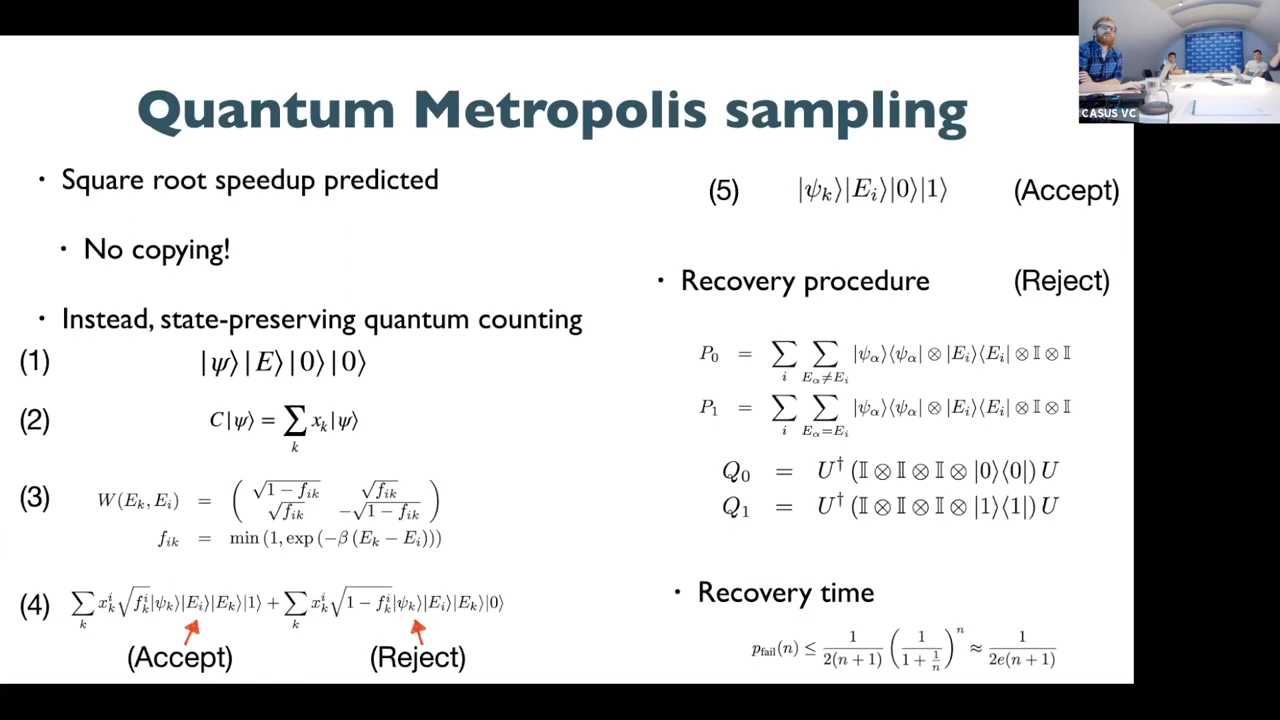 Quantum Metropolis sampling
CASUS VC
• Square root speedup predicted
• No copying!
• Instead, state-preserving quantum counting
(1) |ψ⟩|E⟩|0⟩|0⟩
(2) C|ψ⟩ = ∑_k x_k|ψ⟩
(3) W(E_k, E_i) = ( √(1 − f_ik) √(f_ik)
√(f_ik) −√(1 − f_ik) )
f_ik = min (1, exp (−β (E_k − E_i)))
(4) ∑_k x_k^i √(f_k^i)|ψ_k⟩|E_i⟩|E_k⟩|1⟩ + ∑_k x_k^i √(1 − f_k^i)|ψ_k⟩|E_i⟩|E_k⟩|0⟩
(Accept) (Reject)
(5) |ψ_k⟩|E_i⟩|0⟩|1⟩ (Accept)
• Recovery procedure (Reject)
P_0 = ∑_i ∑_{E_α≠E_i} |ψ_α⟩⟨ψ_α| ⊗ |E_i⟩⟨E_i| ⊗ 𝕀 ⊗ 𝕀
P_1 = ∑_i ∑_{E_α=E_i} |ψ_α⟩⟨ψ_α| ⊗ |E_i⟩⟨E_i| ⊗ 𝕀 ⊗ 𝕀
Q_0 = U† (𝕀 ⊗ 𝕀 ⊗ 𝕀 ⊗ |0⟩⟨0|) U
Q_1 = U† (𝕀 ⊗ 𝕀 ⊗ 𝕀 ⊗ |1⟩⟨1|) U
• Recovery time
p_fail(n) ≤ 1/(2(n + 1)) (1/(1 + 1/n))^n ≈ 1/(2e(n + 1))